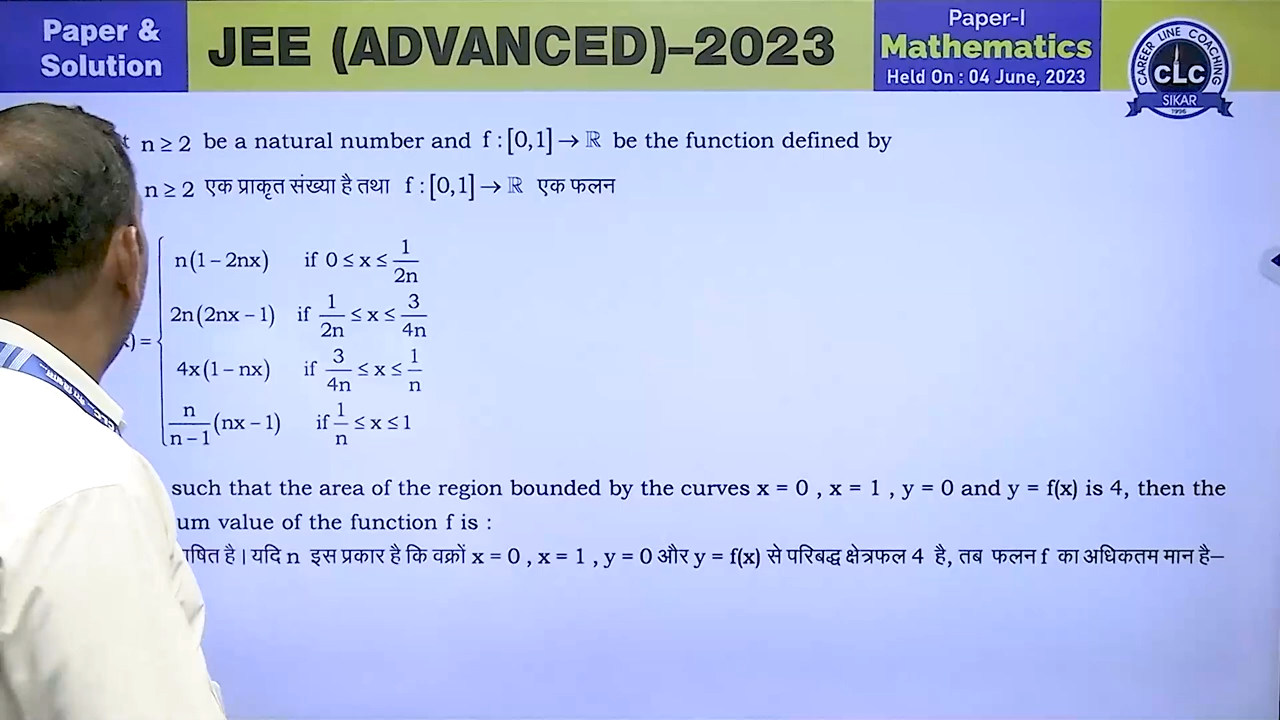 Paper & Solution
JEE (ADVANCED)–2023
Paper-I
Mathematics
Held On : 04 June, 2023
CAREER LINE COACHING
CLC
SIKAR
1996
n ≥ 2 be a natural number and f : [0,1] → ℝ be the function defined by
n ≥ 2 एक प्राकृत संख्या है तथा f : [0,1] → ℝ एक फलन
n(1 – 2nx) if 0 ≤ x ≤ 1/2n
2n(2nx – 1) if 1/2n ≤ x ≤ 3/4n
) = 4x(1 – nx) if 3/4n ≤ x ≤ 1/n
n/n – 1 (nx – 1) if 1/n ≤ x ≤ 1
such that the area of the region bounded by the curves x = 0 , x = 1 , y = 0 and y = f(x) is 4, then the
um value of the function f is :
षित है। यदि n इस प्रकार है कि वक्रों x = 0 , x = 1 , y = 0 और y = f(x) से परिबद्ध क्षेत्रफल 4 है, तब फलन f का अधिकतम मान है–